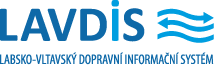 LAVDIS
LABSKO-VLTAVSKÝ DOPRAVNÍ INFORMAČNÍ SYSTÉM